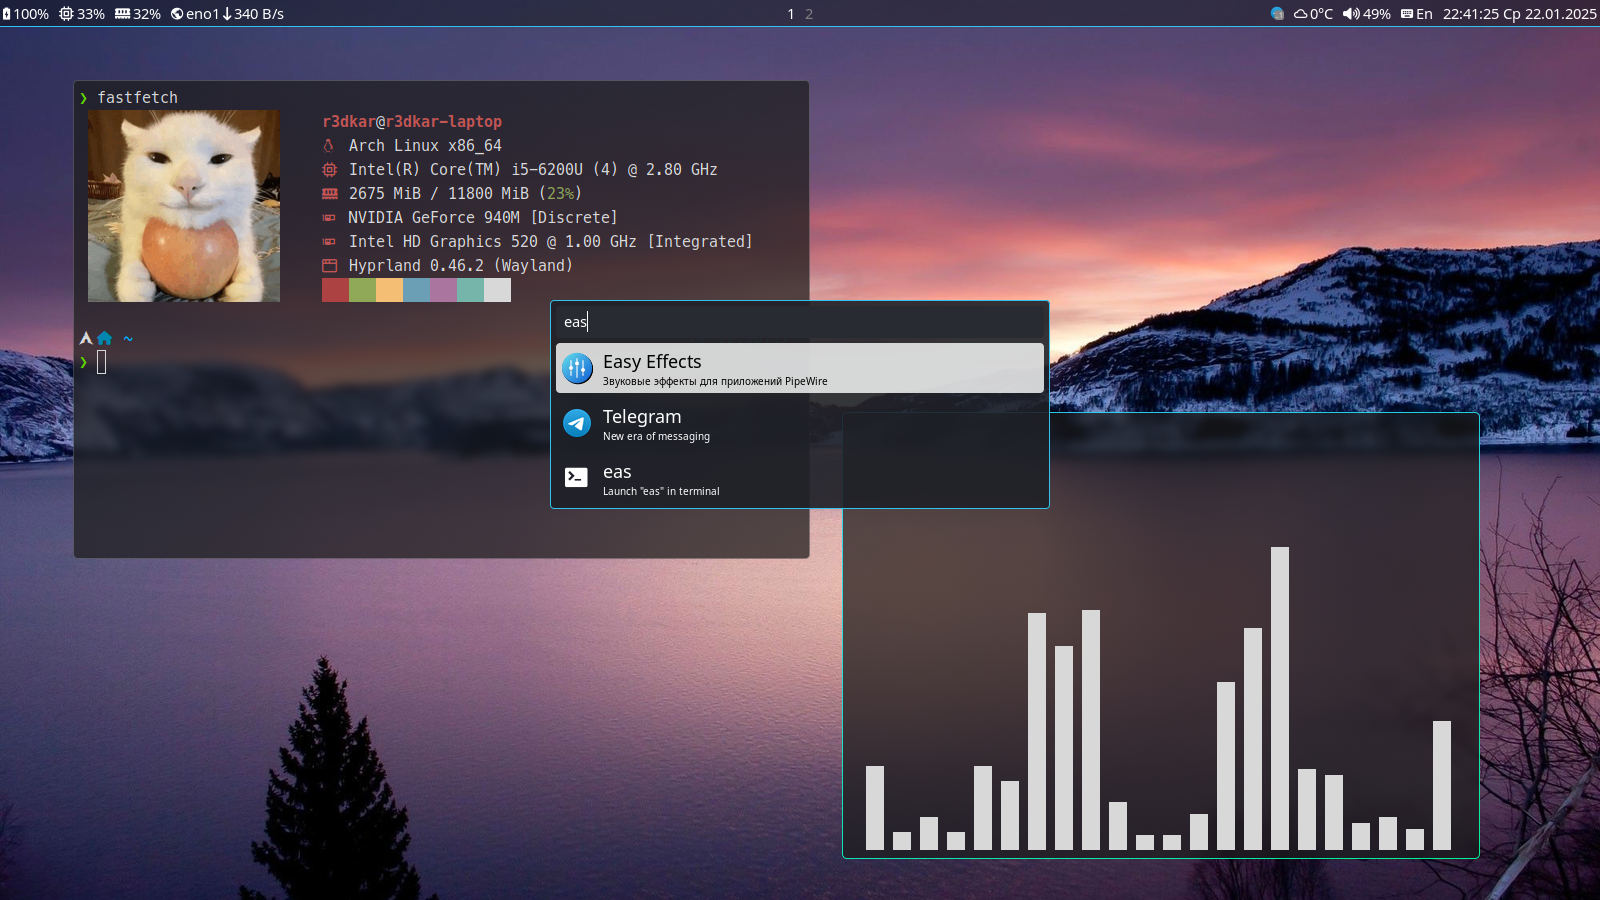 100% 33% 32% eno1 340 B/s
1 2
0°C 49% En 22:41:25 Ср 22.01.2025
❯ fastfetch
r3dkar@r3dkar-laptop
Arch Linux x86_64
Intel(R) Core(TM) i5-6200U (4) @ 2.80 GHz
2675 MiB / 11800 MiB (23%)
NVIDIA GeForce 940M [Discrete]
Intel HD Graphics 520 @ 1.00 GHz [Integrated]
Hyprland 0.46.2 (Wayland)
~
❯
eas
Easy Effects
Звуковые эффекты для приложений PipeWire
Telegram
New era of messaging
eas
Launch "eas" in terminal